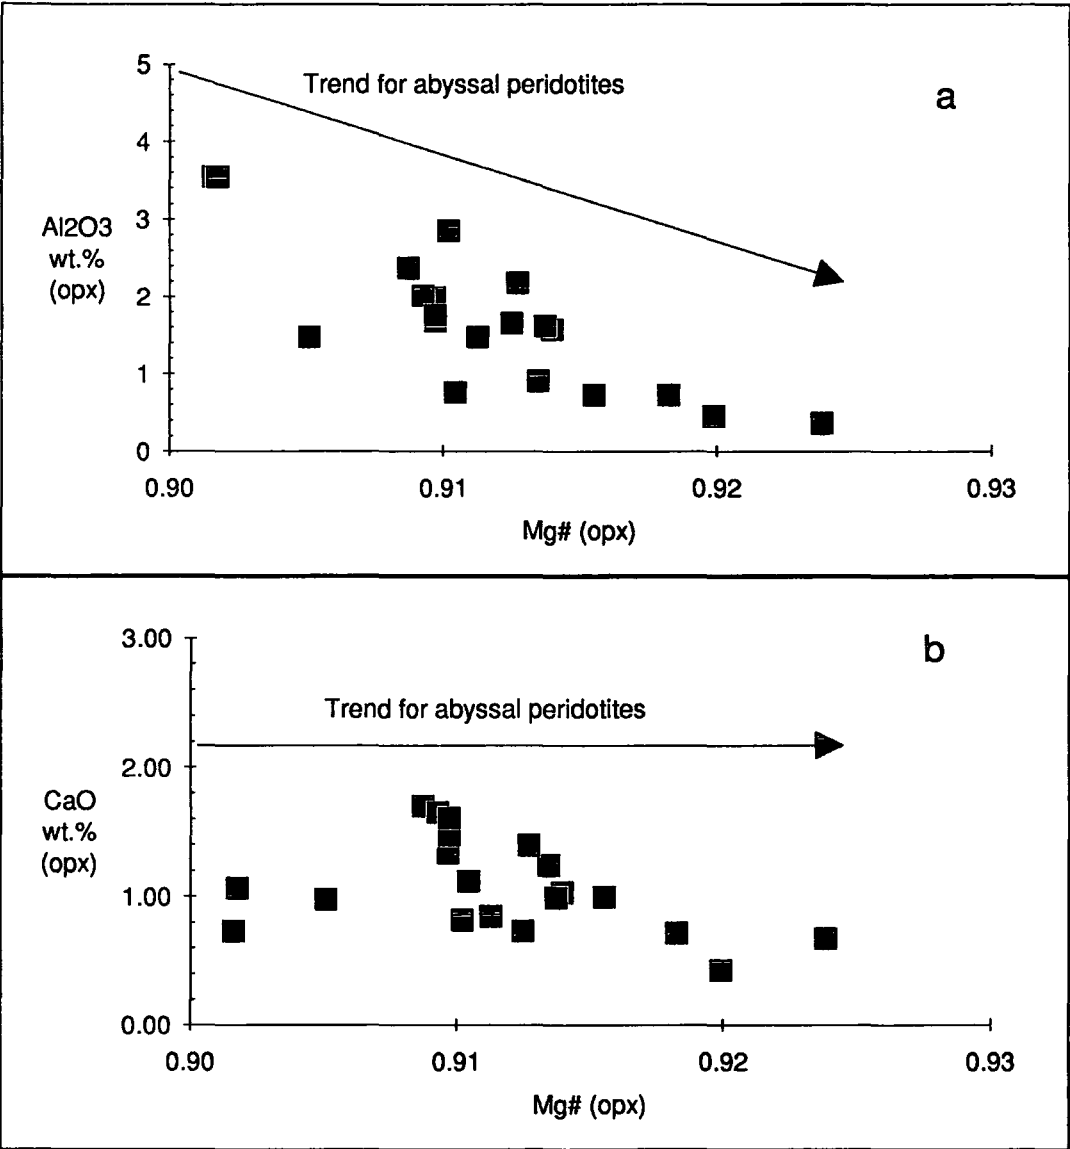 a
Trend for abyssal peridotites
5
4
3
2
1
0
Al2O3
wt.%
(opx)
0.90 0.91 0.92 0.93
Mg# (opx)
b
3.00
Trend for abyssal peridotites
2.00
1.00
0.00
CaO
wt.%
(opx)
0.90 0.91 0.92 0.93
Mg# (opx)